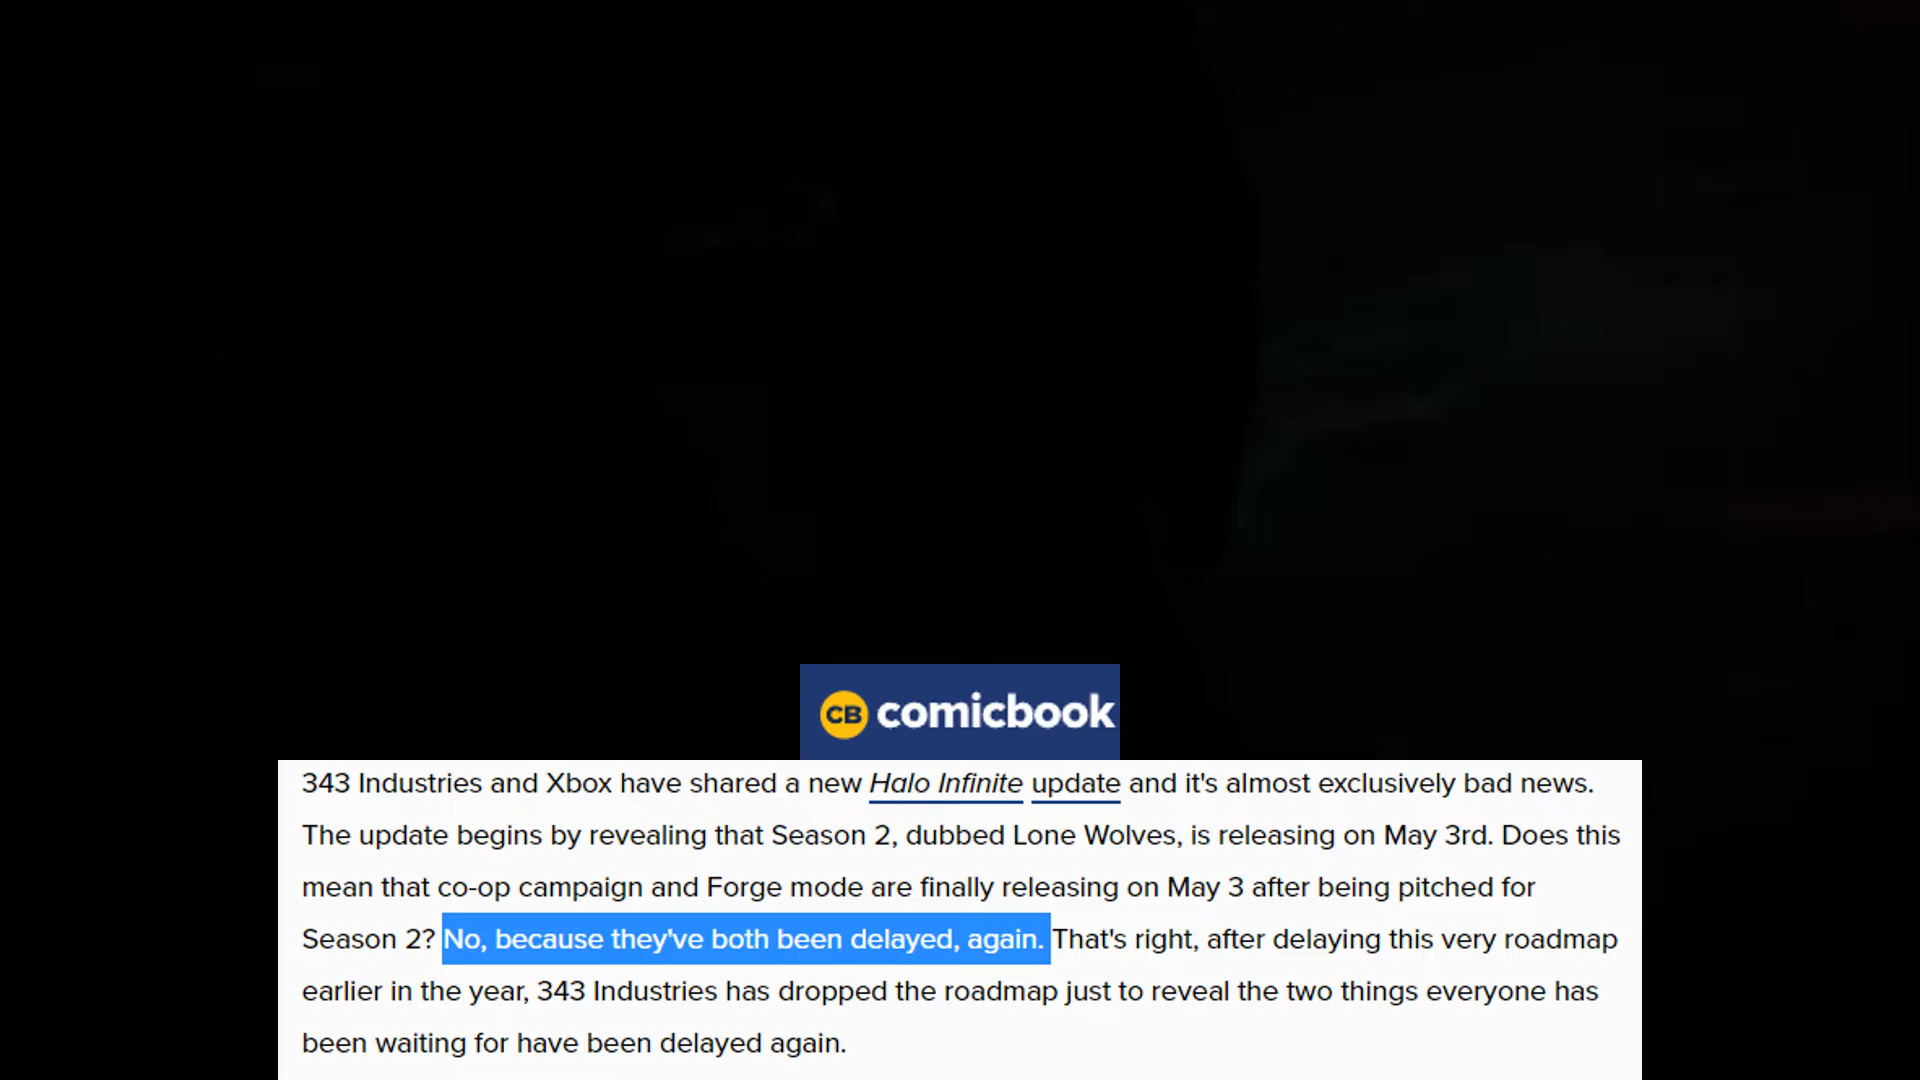 CB comicbook
343 Industries and Xbox have shared a new Halo Infinite update and it's almost exclusively bad news.
The update begins by revealing that Season 2, dubbed Lone Wolves, is releasing on May 3rd. Does this
mean that co-op campaign and Forge mode are finally releasing on May 3 after being pitched for
Season 2? No, because they've both been delayed, again. That's right, after delaying this very roadmap
earlier in the year, 343 Industries has dropped the roadmap just to reveal the two things everyone has
been waiting for have been delayed again.